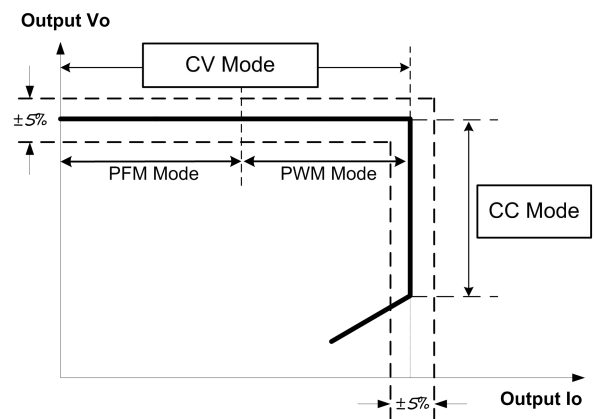 Output Vo
CV Mode
±5%
PFM Mode
PWM Mode
CC Mode
±5%
Output Io